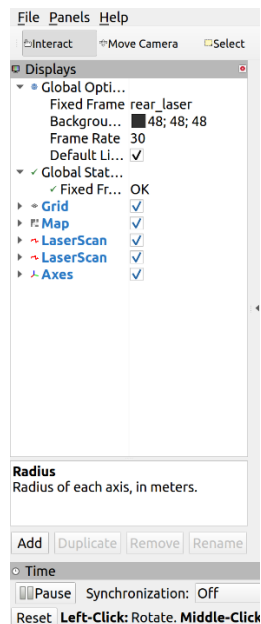 File Panels Help
Interact Move Camera Select
Displays
Global Opti...
Fixed Frame rear_laser
Backgrou... 48; 48; 48
Frame Rate 30
Default Li...
Global Stat...
Fixed Fr... OK
Grid
Map
LaserScan
LaserScan
Axes
Radius
Radius of each axis, in meters.
Add Duplicate Remove Rename
Time
Pause Synchronization: Off
Reset Left-Click: Rotate. Middle-Click